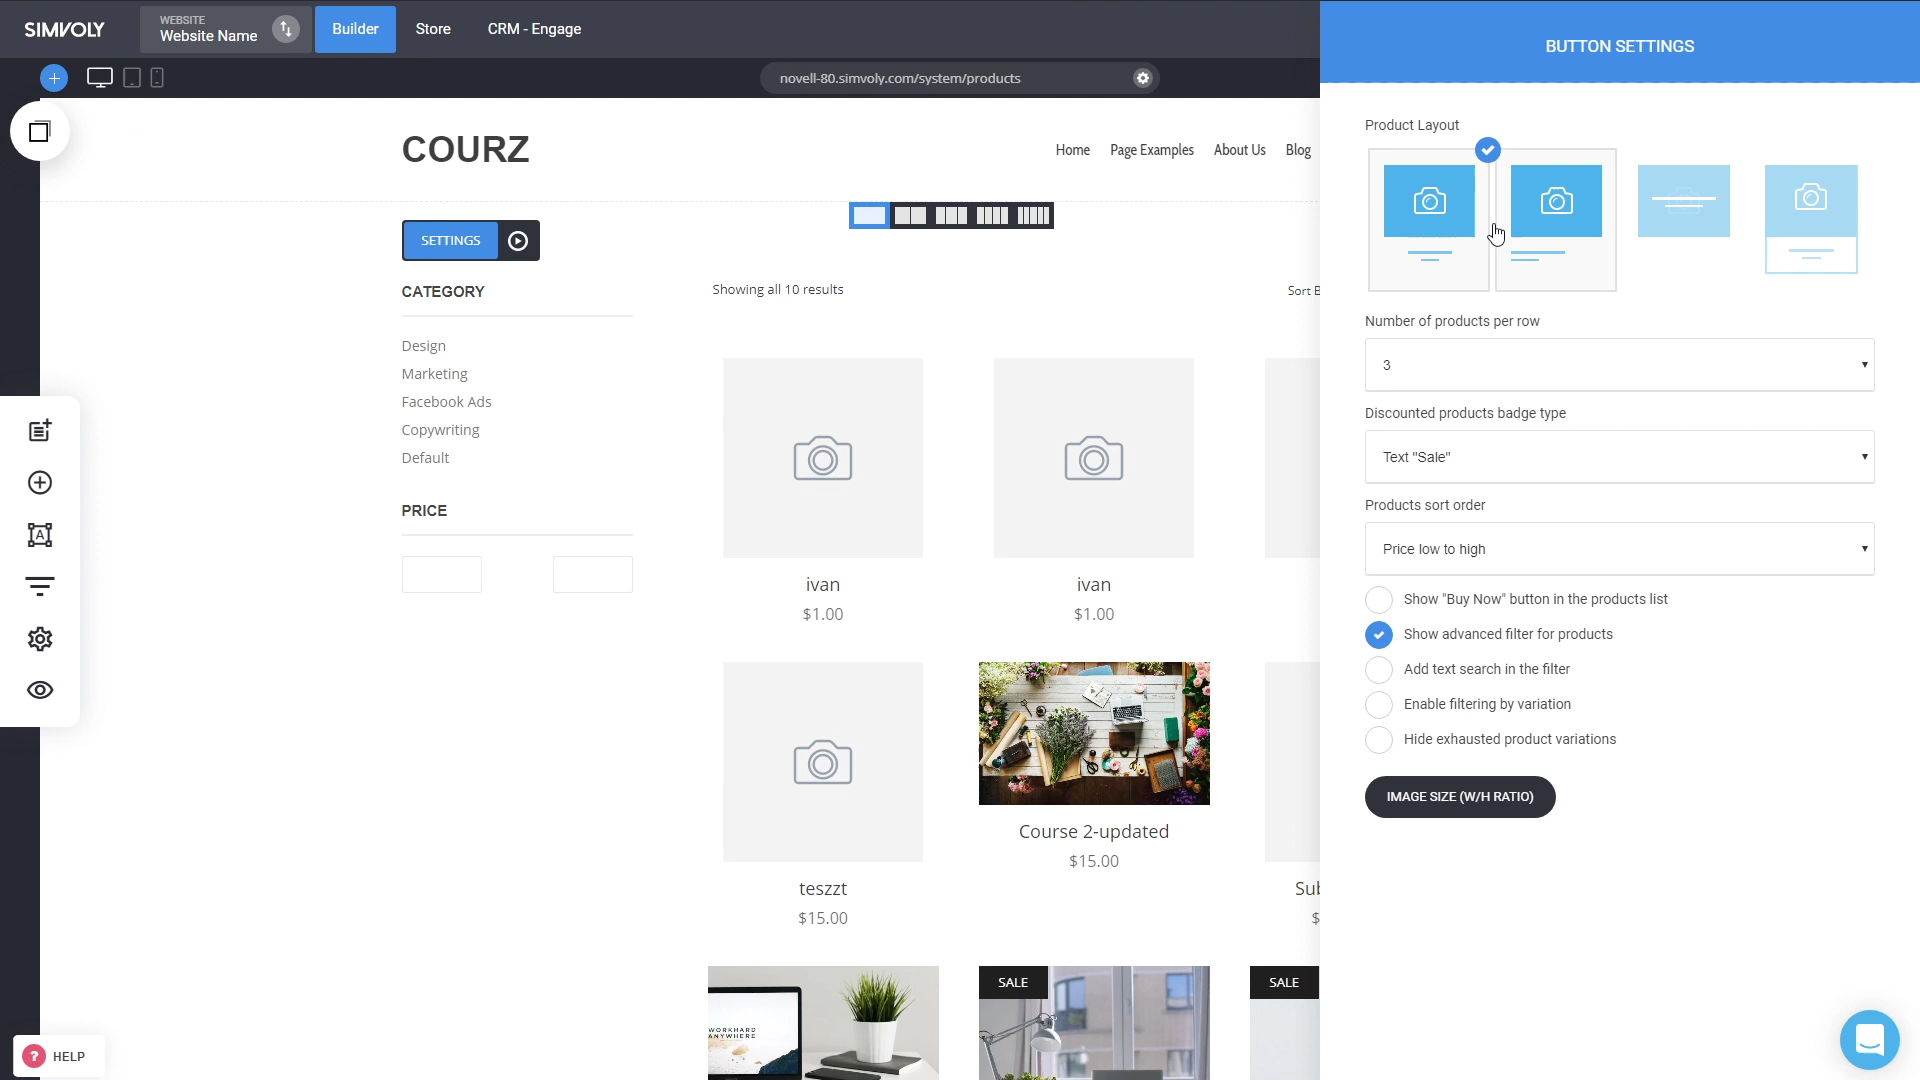 SIMVOLY
WEBSITE
Website Name
Builder
Store
CRM - Engage
BUTTON SETTINGS
novell-80.simvoly.com/system/products
COURZ
Home
Page Examples
About Us
Blog
SETTINGS
CATEGORY
Design
Marketing
Facebook Ads
Copywriting
Default
PRICE
Showing all 10 results
Sort B
ivan
$1.00
ivan
$1.00
teszzt
$15.00
Course 2-updated
$15.00
Sub
$
WORKHARD
ANYWHERE
SALE
SALE
Product Layout
Number of products per row
3
Discounted products badge type
Text "Sale"
Products sort order
Price low to high
Show "Buy Now" button in the products list
Show advanced filter for products
Add text search in the filter
Enable filtering by variation
Hide exhausted product variations
IMAGE SIZE (W/H RATIO)
? HELP